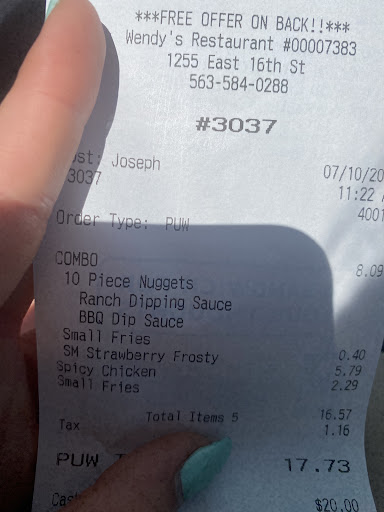 ***FREE OFFER ON BACK!!***
Wendy's Restaurant #00007383
1255 East 16th St
563-584-0288
#3037
Joseph
3037 07/10/20
11:22
Order Type: PUW 4001
COMBO 8.09
10 Piece Nuggets
Ranch Dipping Sauce
BBQ Dip Sauce
Small Fries
SM Strawberry Frosty 0.40
Spicy Chicken 5.79
Small Fries 2.29
Total Items 5 16.57
Tax 1.16
PUW 17.73
$20.00